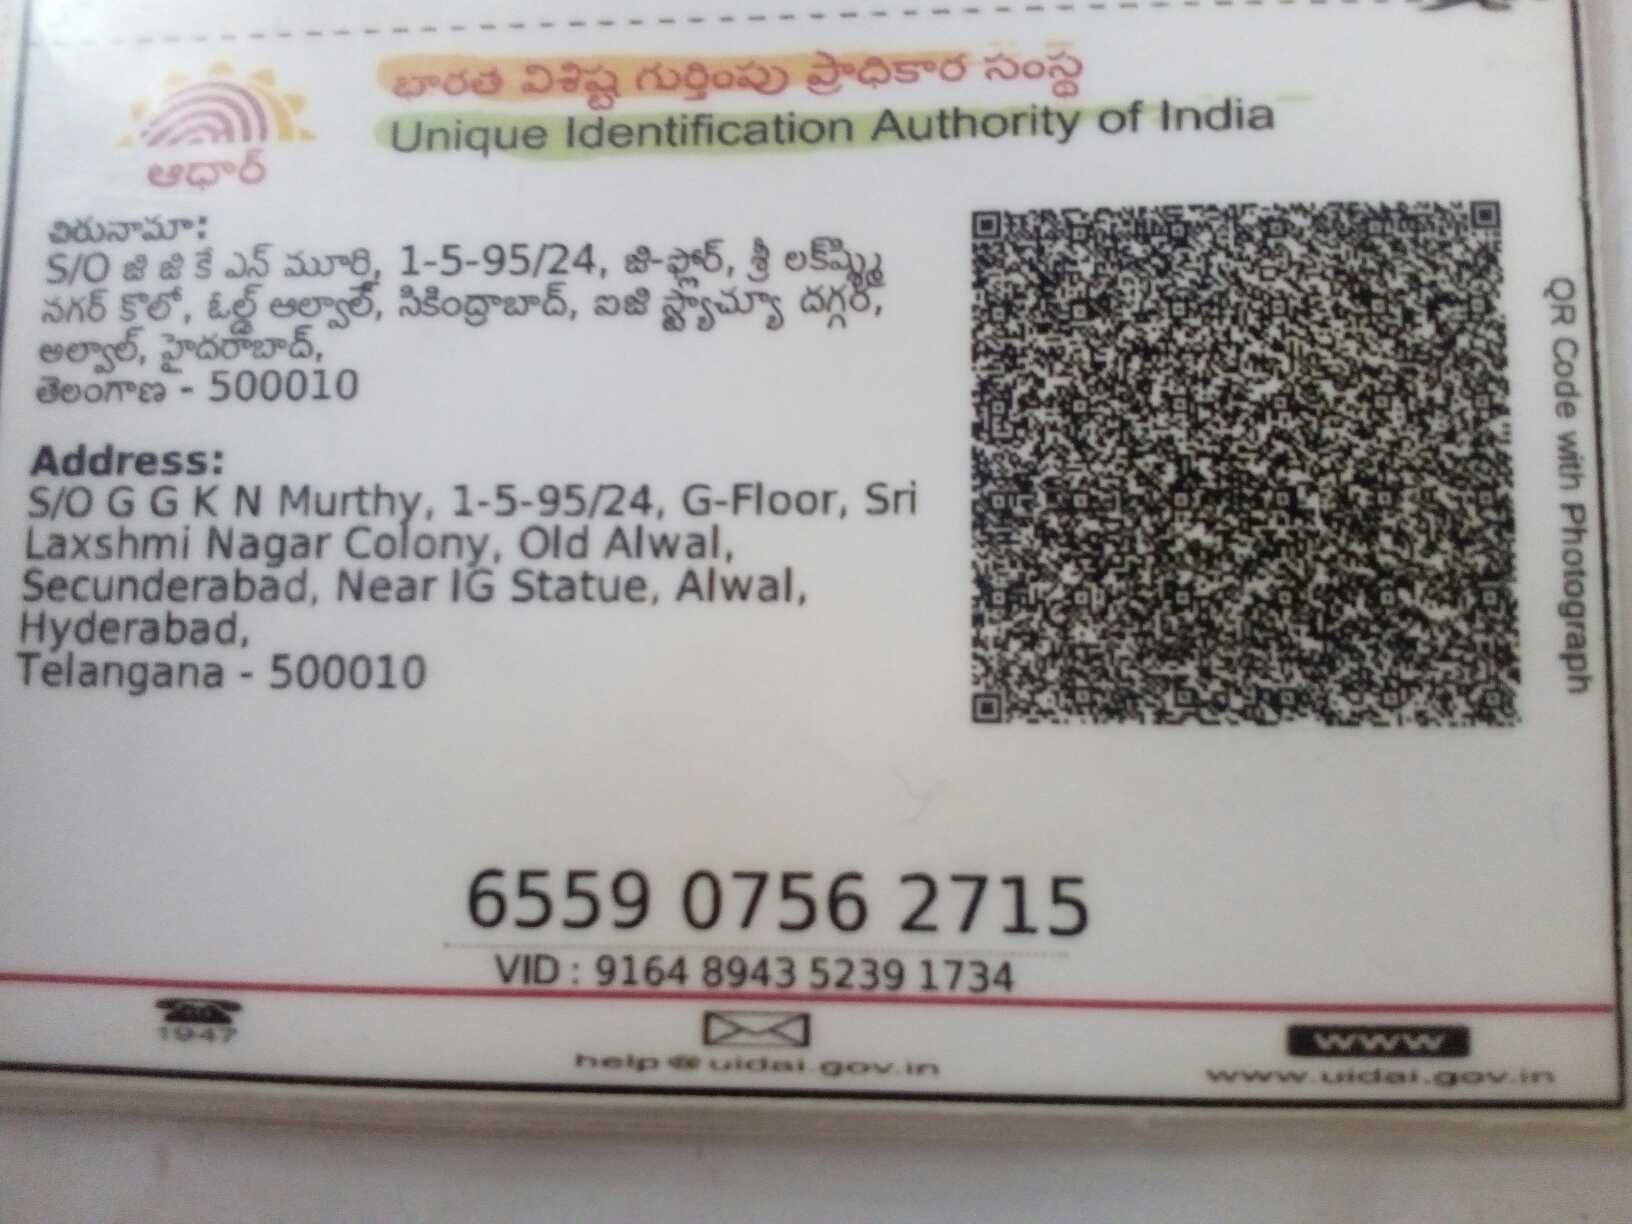 భారత విశిష్ట గుర్తింపు ప్రాధికార సంస్థ
Unique Identification Authority of India
ఆధార్
చిరునామా:
S/O జి జి కే ఎన్ మూర్తి, 1-5-95/24, జి-ఫ్లోర్, శ్రీ లక్ష్మి
నగర్ కొలో, ఓల్డ్ ఆల్వాల్, సికింద్రాబాద్, ఐజి స్ట్యాచ్యూ దగ్గర,
అల్వాల్, హైదరాబాద్,
తెలంగాణ - 500010
Address:
S/O G G K N Murthy, 1-5-95/24, G-Floor, Sri
Laxshmi Nagar Colony, Old Alwal,
Secunderabad, Near IG Statue, Alwal,
Hyderabad,
Telangana - 500010
QR Code with Photograph
6559 0756 2715
VID : 9164 8943 5239 1734
1947
help@uidai.gov.in
www
www.uidai.gov.in